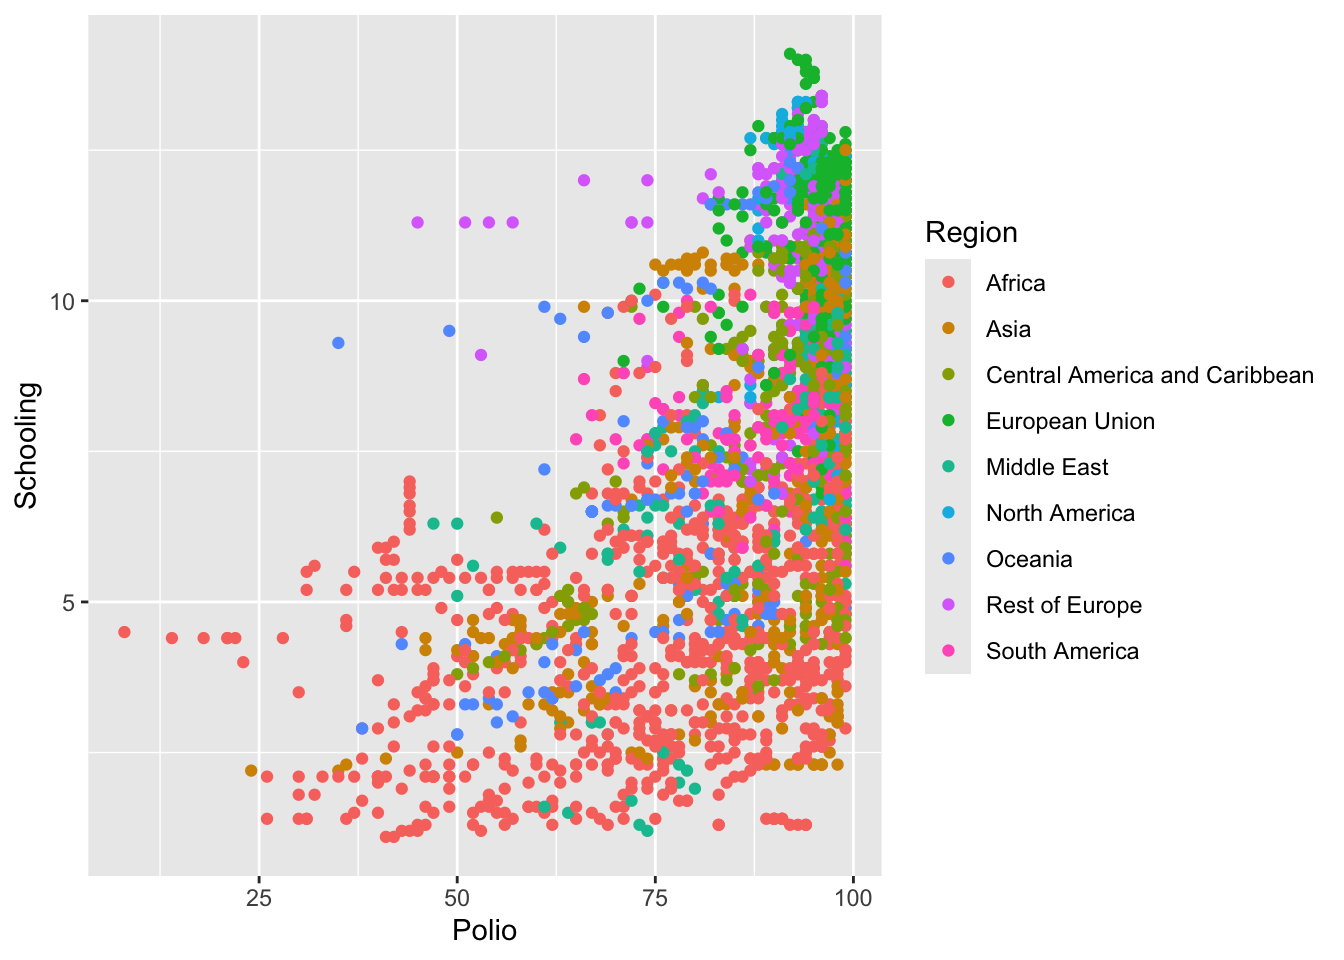 Schooling
10
5
25 50 75 100
Polio
Region
Africa
Asia
Central America and Caribbean
European Union
Middle East
North America
Oceania
Rest of Europe
South America